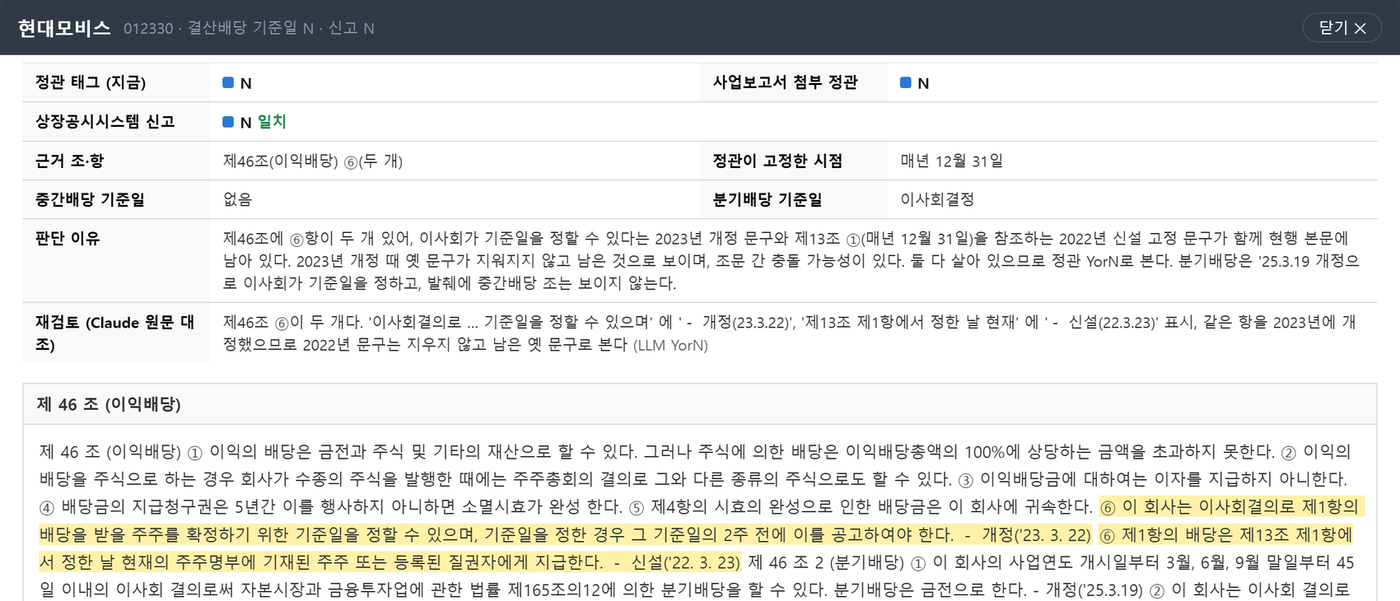 현대모비스 012330 · 결산배당 기준일 N · 신고 N 닫기 ✕
정관 태그 (지금) N 사업보고서 첨부 정관 N
상장공시시스템 신고 N 일치
근거 조·항 제46조(이익배당) ⑥(두 개) 정관이 고정한 시점 매년 12월 31일
중간배당 기준일 없음 분기배당 기준일 이사회결정
판단 이유 제46조에 ⑥항이 두 개 있어, 이사회가 기준일을 정할 수 있다는 2023년 개정 문구와 제13조 ①(매년 12월 31일)을 참조하는 2022년 신설 고정 문구가 함께 현행 본문에
남아 있다. 2023년 개정 때 옛 문구가 지워지지 않고 남은 것으로 보이며, 조문 간 충돌 가능성이 있다. 둘 다 살아 있으므로 정관 YorN로 본다. 분기배당은 '25.3.19 개정으
로 이사회가 기준일을 정하고, 발췌에 중간배당 조는 보이지 않는다.
재검토 (Claude 원문 대
조)
제46조 ⑥이 두 개다. '이사회결의로 ... 기준일을 정할 수 있으며' 에 ' - 개정(23.3.22)', '제13조 제1항에서 정한 날 현재' 에 ' - 신설(22.3.23)' 표시, 같은 항을 2023년에 개
정했으므로 2022년 문구는 지우지 않고 남은 옛 문구로 본다 (LLM YorN)
제 46 조 (이익배당)
제 46 조 (이익배당) ① 이익의 배당은 금전과 주식 및 기타의 재산으로 할 수 있다. 그러나 주식에 의한 배당은 이익배당총액의 100%에 상당하는 금액을 초과하지 못한다. ② 이익의
배당을 주식으로 하는 경우 회사가 수종의 주식을 발행한 때에는 주주총회의 결의로 그와 다른 종류의 주식으로도 할 수 있다. ③ 이익배당금에 대하여는 이자를 지급하지 아니한다.
④ 배당금의 지급청구권은 5년간 이를 행사하지 아니하면 소멸시효가 완성 한다. ⑤ 제4항의 시효의 완성으로 인한 배당금은 이 회사에 귀속한다. ⑥ 이 회사는 이사회결의로 제1항의
배당을 받을 주주를 확정하기 위한 기준일을 정할 수 있으며, 기준일을 정한 경우 그 기준일의 2주 전에 이를 공고하여야 한다. - 개정('23. 3. 22) ⑥ 제1항의 배당은 제13조 제1항에
서 정한 날 현재의 주주명부에 기재된 주주 또는 등록된 질권자에게 지급한다. - 신설('22. 3. 23) 제 46 조 2 (분기배당) ① 이 회사의 사업연도 개시일부터 3월, 6월, 9월 말일부터 45
일 이내의 이사회 결의로써 자본시장과 금융투자업에 관한 법률 제165조의12에 의한 분기배당을 할 수 있다. 분기배당은 금전으로 한다. - 개정('25.3.19) ② 이 회사는 이사회 결의로